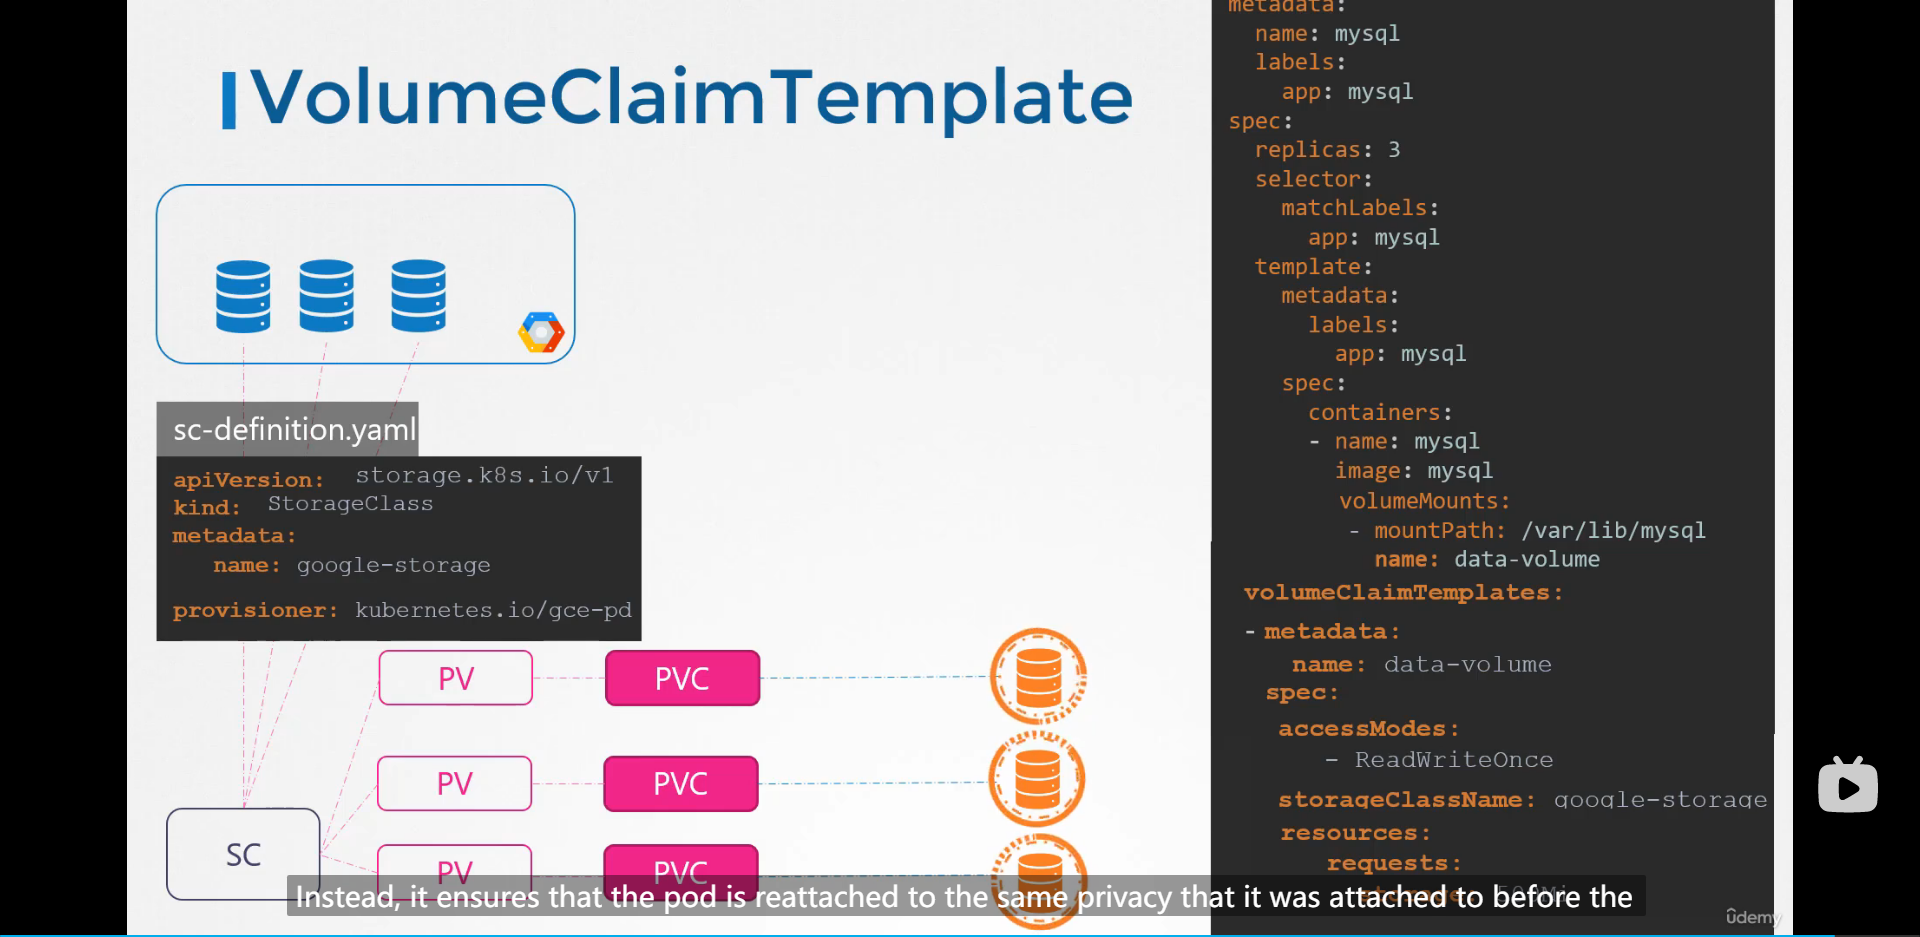 VolumeClaimTemplate
sc-definition.yaml
apiVersion: storage.k8s.io/v1
kind: StorageClass
metadata:
name: google-storage
provisioner: kubernetes.io/gce-pd
PV
PVC
PV
PVC
SC
PV
PVC
metadata:
name: mysql
labels:
app: mysql
spec:
replicas: 3
selector:
matchLabels:
app: mysql
template:
metadata:
labels:
app: mysql
spec:
containers:
- name: mysql
image: mysql
volumeMounts:
- mountPath: /var/lib/mysql
name: data-volume
volumeClaimTemplates:
- metadata:
name: data-volume
spec:
accessModes:
- ReadWriteOnce
storageClassName: google-storage
resources:
requests:
Instead, it ensures that the pod is reattached to the same privacy that it was attached to before the
ûdemy